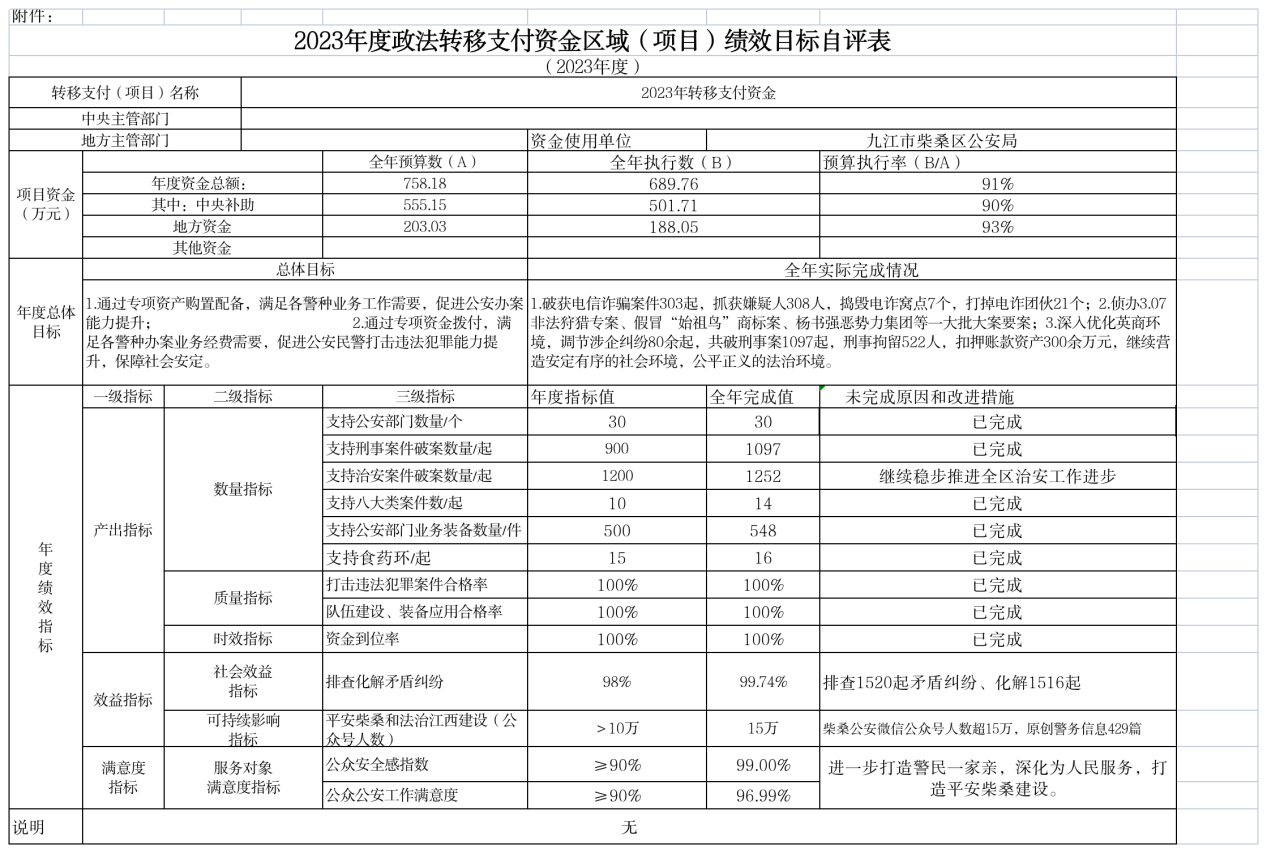 附件：
2023年度政法转移支付资金区域（项目）绩效目标自评表
（2023年度）
转移支付（项目）名称 2023年转移支付资金
中央主管部门
地方主管部门 资金使用单位 九江市柴桑区公安局
项目资金
（万元）
全年预算数（A） 全年执行数（B） 预算执行率（B/A）
年度资金总额： 758.18 689.76 91%
其中：中央补助 555.15 501.71 90%
地方资金 203.03 188.05 93%
其他资金
年度总体
目标
总体目标 全年实际完成情况
1.通过专项资产购置配备，满足各警种业务工作需要，促进公安办案
能力提升； 2.通过专项资金拨付，满
足各警种办案业务经费需要，促进公安民警打击违法犯罪能力提
升，保障社会安定。
1.破获电信诈骗案件303起，抓获嫌疑人308人，捣毁电诈窝点7个，打掉电诈团伙21个；2.侦办3.07
非法狩猎专案、假冒“始祖鸟”商标案、杨书强恶势力集团等一大批大案要案；3.深入优化英商环
境，调节涉企纠纷80余起，共破刑事案1097起，刑事拘留522人，扣押账款资产300余万元，继续营
造安定有序的社会环境，公平正义的法治环境。
年度绩效指标
一级指标 二级指标 三级指标 年度指标值 全年完成值 未完成原因和改进措施
产出指标
数量指标
支持公安部门数量/个 30 30 已完成
支持刑事案件破案数量/起 900 1097 已完成
支持治安案件破案数量/起 1200 1252 继续稳步推进全区治安工作进步
支持八大类案件数/起 10 14 已完成
支持公安部门业务装备数量/件 500 548 已完成
支持食药环/起 15 16 已完成
质量指标
打击违法犯罪案件合格率 100% 100% 已完成
队伍建设、装备应用合格率 100% 100% 已完成
时效指标 资金到位率 100% 100% 已完成
效益指标
社会效益
指标
排查化解矛盾纠纷 98% 99.74% 排查1520起矛盾纠纷、化解1516起
可持续影响
指标
平安柴桑和法治江西建设（公
众号人数）
>10万 15万 柴桑公安微信公众号人数超15万，原创警务信息429篇
满意度
指标
服务对象
满意度指标
公众安全感指数 ≥90% 99.00%
公众公安工作满意度 ≥90% 96.99%
进一步打造警民一家亲，深化为人民服务，打
造平安柴桑建设。
说明 无